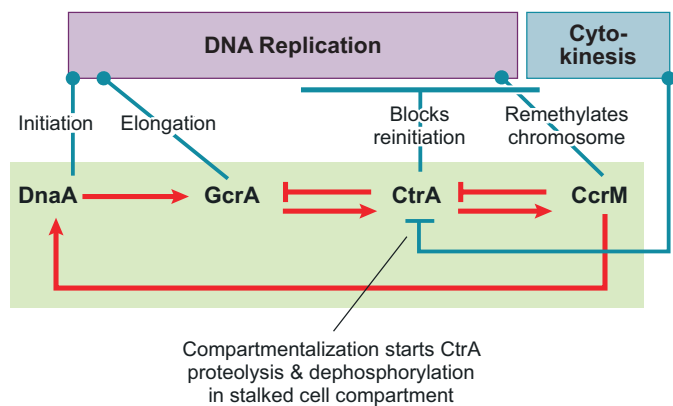 DNA Replication
Cyto-
kinesis
Initiation
Elongation
Blocks
reinitiation
Remethylates
chromosome
DnaA
GcrA
CtrA
CcrM
Compartmentalization starts CtrA
proteolysis & dephosphorylation
in stalked cell compartment